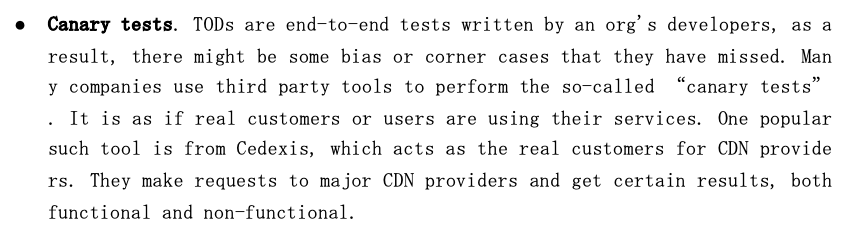 ● Canary tests. TODs are end-to-end tests written by an org's developers, as a
result, there might be some bias or corner cases that they have missed. Man
y companies use third party tools to perform the so-called “canary tests”
. It is as if real customers or users are using their services. One popular
such tool is from Cedexis, which acts as the real customers for CDN provide
rs. They make requests to major CDN providers and get certain results, both
functional and non-functional.